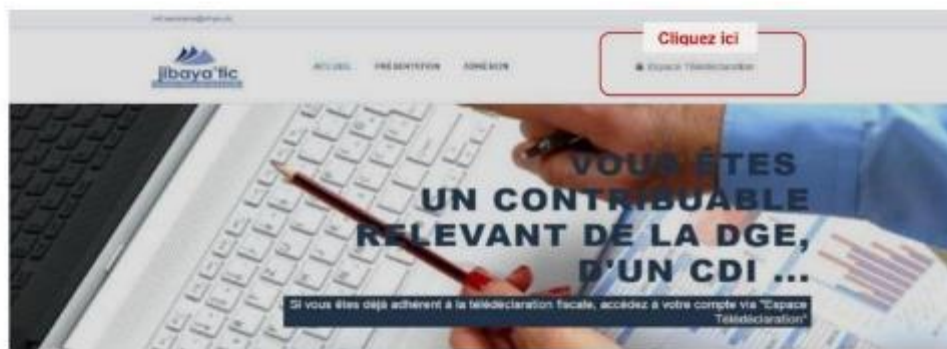 Cliquez ici
jibaya'tic
ACCUEIL PRÉSENTATION ADHÉSION
Espace Télédéclaration
VOUS ÊTES
UN CONTRIBUABLE
RELEVANT DE LA DGE,
D'UN CDI ...
Si vous êtes déjà adhérent à la télédéclaration fiscale, accédez à votre compte via "Espace
Télédéclaration"